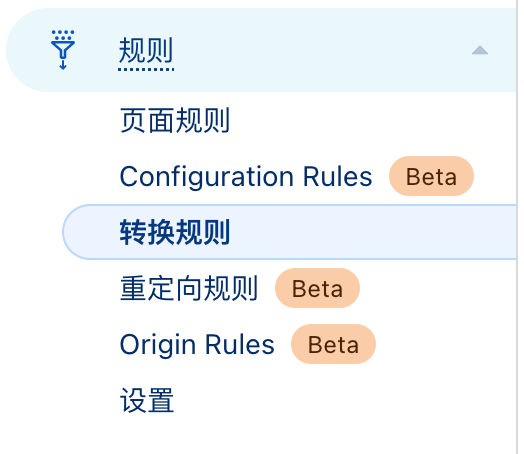 规则
页面规则
Configuration Rules Beta
转换规则
重定向规则 Beta
Origin Rules Beta
设置